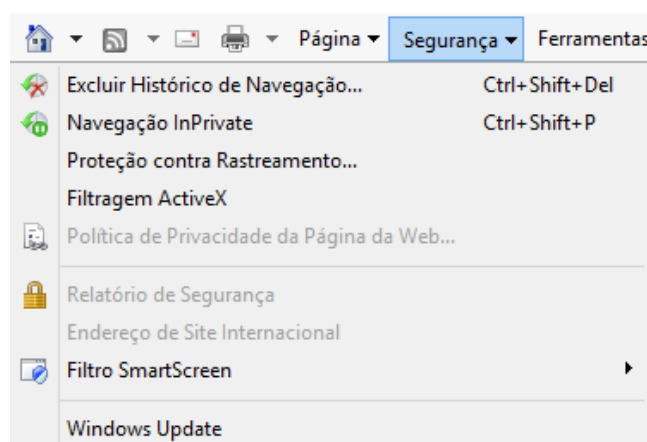 Página Segurança Ferramentas
Excluir Histórico de Navegação... Ctrl+Shift+Del
Navegação InPrivate Ctrl+Shift+P
Proteção contra Rastreamento...
Filtragem ActiveX
Política de Privacidade da Página da Web...
Relatório de Segurança
Endereço de Site Internacional
Filtro SmartScreen
Windows Update